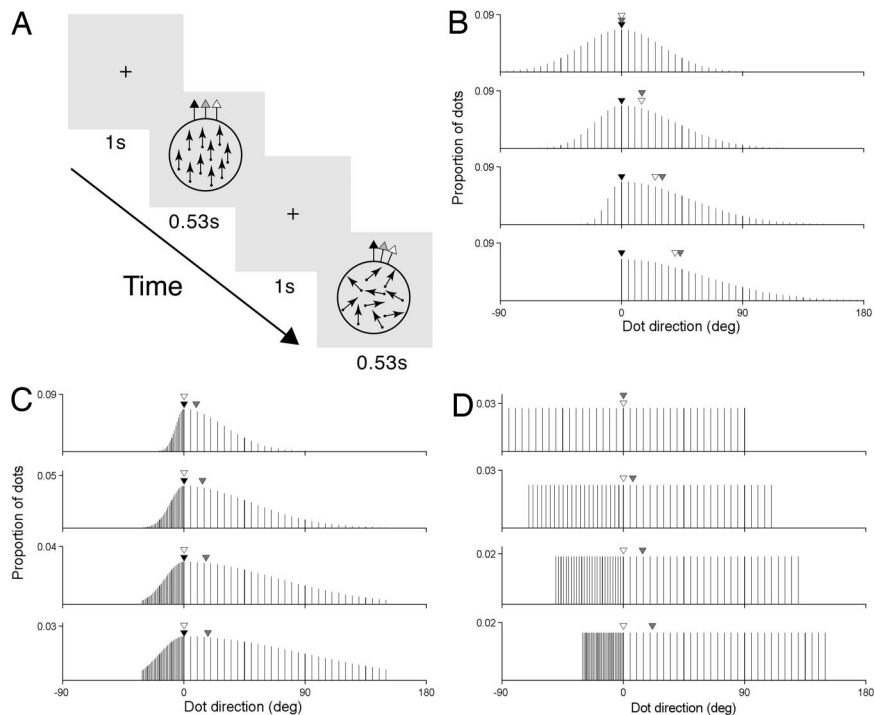 A
1s
0.53s
1s
0.53s
Time
B
0.09
0.09
0.09
0.09
Proportion of dots
-90 0 90 180
Dot direction (deg)
C
0.09
0.05
0.04
0.03
Proportion of dots
-90 0 90 180
Dot direction (deg)
D
0.03
0.03
0.02
0.02
-90 0 90 180
Dot direction (deg)